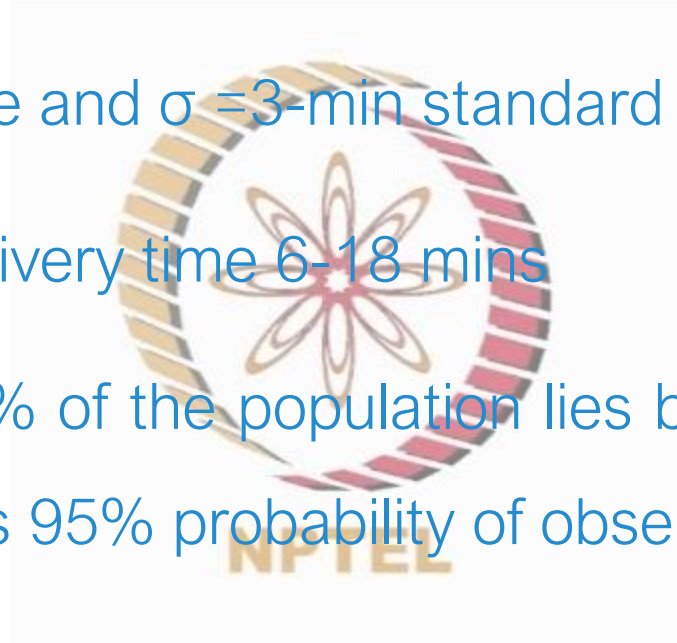 e and σ =3-min standard
ivery time 6-18 mins
% of the population lies b
s 95% probability of obse
NPTEL